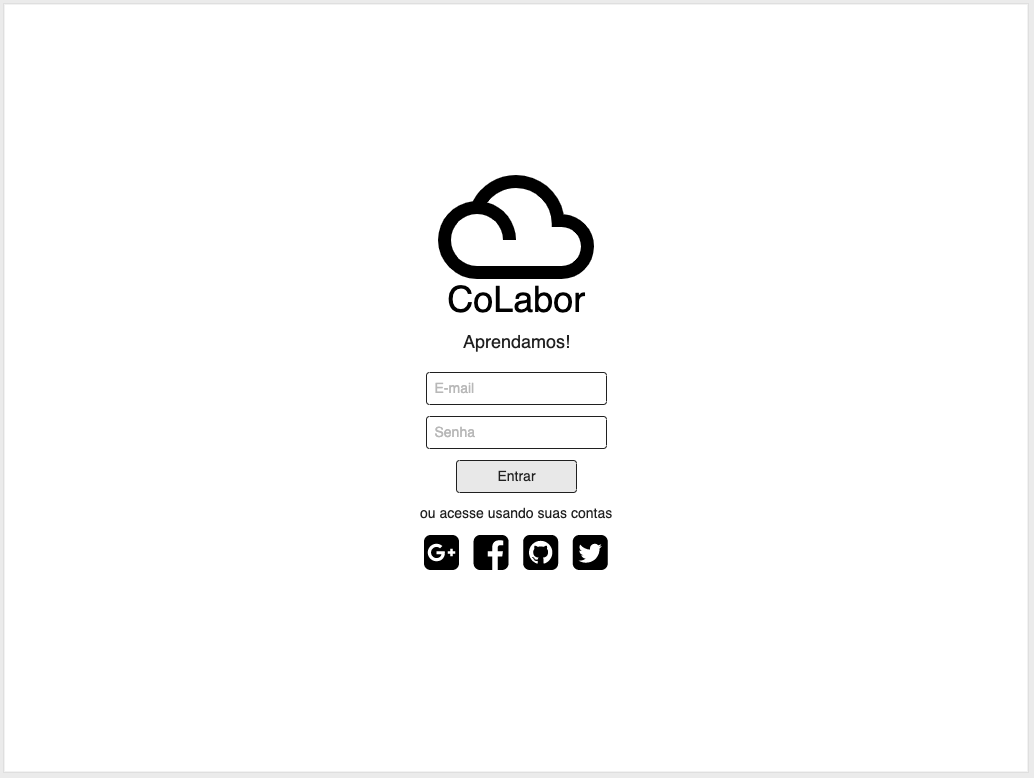 CoLabor
Aprendamos!
E-mail
Senha
Entrar
ou acesse usando suas contas
G+